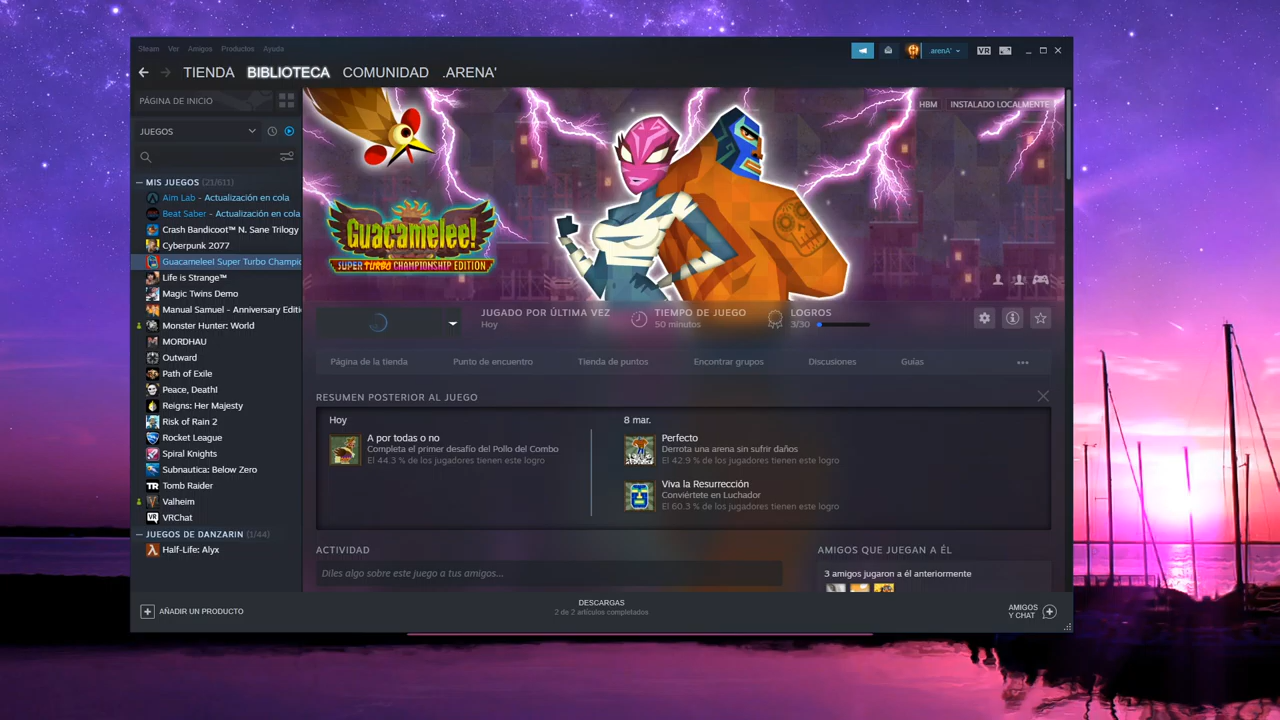 Steam Ver Amigos Productos Ayuda
.arenA'
VR
TIENDA BIBLIOTECA COMUNIDAD .ARENA'
PÁGINA DE INICIO
JUEGOS
MIS JUEGOS (21/611)
Aim Lab - Actualización en cola
Beat Saber - Actualización en cola
Crash Bandicoot™ N. Sane Trilogy
Cyberpunk 2077
Guacamelee! Super Turbo Champic
Life is Strange™
Magic Twins Demo
Manual Samuel - Anniversary Editi
Monster Hunter: World
MORDHAU
Outward
Path of Exile
Peace, Death!
Reigns: Her Majesty
Risk of Rain 2
Rocket League
Spiral Knights
Subnautica: Below Zero
TR Tomb Raider
Valheim
VRChat
JUEGOS DE DANZARIN (1/44)
Half-Life: Alyx
AÑADIR UN PRODUCTO
HBM INSTALADO LOCALMENTE
Guacamelee!
SUPER TURBO CHAMPIONSHIP EDITION
JUGADO POR ÚLTIMA VEZ
Hoy
TIEMPO DE JUEGO
50 minutos
LOGROS
3/30
Página de la tienda Punto de encuentro Tienda de puntos Encontrar grupos Discusiones Guías
RESUMEN POSTERIOR AL JUEGO
Hoy
A por todas o no
Completa el primer desafío del Pollo del Combo
El 44.3 % de los jugadores tienen este logro
8 mar.
Perfecto
Derrota una arena sin sufrir daños
El 42.9 % de los jugadores tienen este logro
Viva la Resurrección
Conviértete en Luchador
El 60.3 % de los jugadores tienen este logro
ACTIVIDAD
Diles algo sobre este juego a tus amigos...
AMIGOS QUE JUEGAN A ÉL
3 amigos jugaron a él anteriormente
DESCARGAS
2 de 2 artículos completados
AMIGOS
Y CHAT